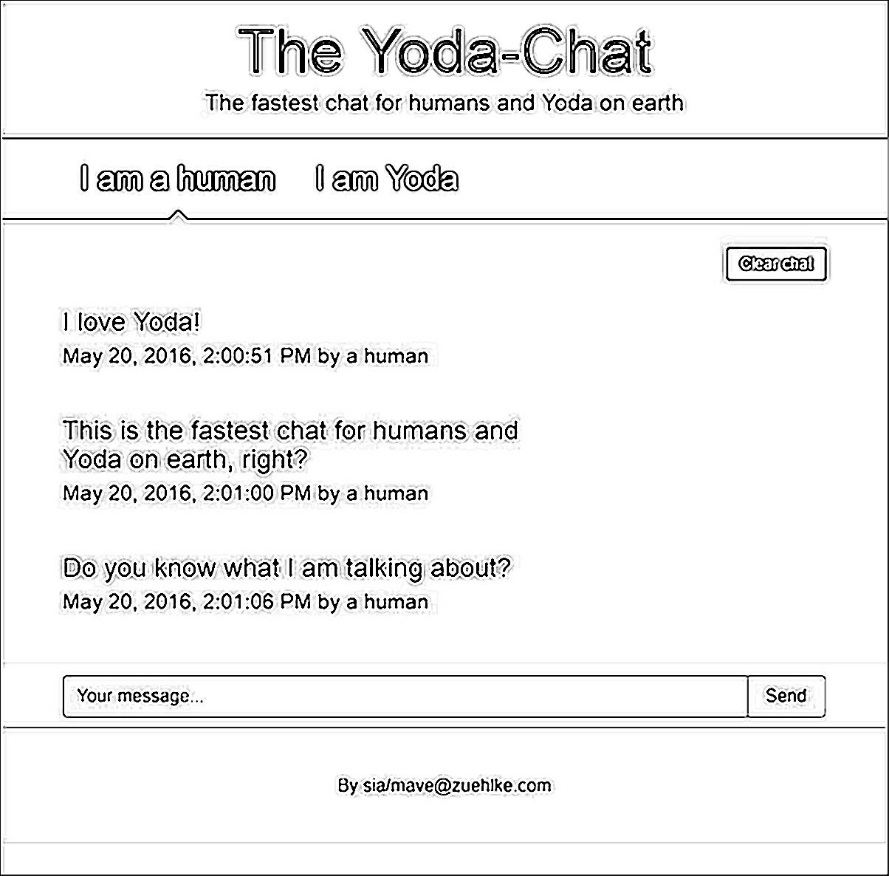 The Yoda-Chat
The fastest chat for humans and Yoda on earth
I am a human I am Yoda
Clear chat
I love Yoda!
May 20, 2016, 2:00:51 PM by a human
This is the fastest chat for humans and
Yoda on earth, right?
May 20, 2016, 2:01:00 PM by a human
Do you know what I am talking about?
May 20, 2016, 2:01:06 PM by a human
Your message...
Send
By sia/mave@zuehlke.com